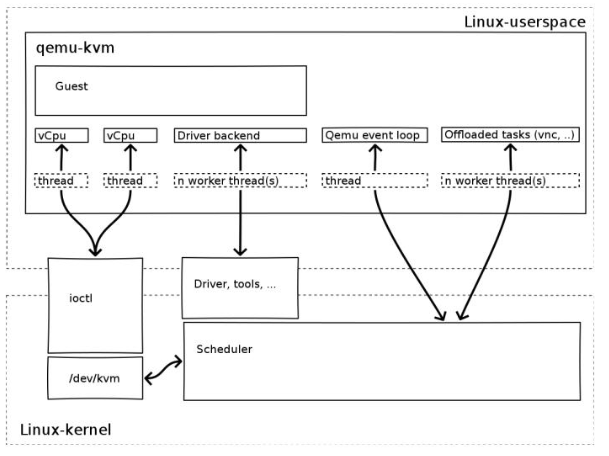 Linux-userspace
qemu-kvm
Guest
vCpu
vCpu
Driver backend
Qemu event loop
Offloaded tasks (vnc, ..)
thread
thread
n worker thread(s)
thread
n worker thread(s)
ioctl
Driver, tools, ...
Scheduler
/dev/kvm
Linux-kernel